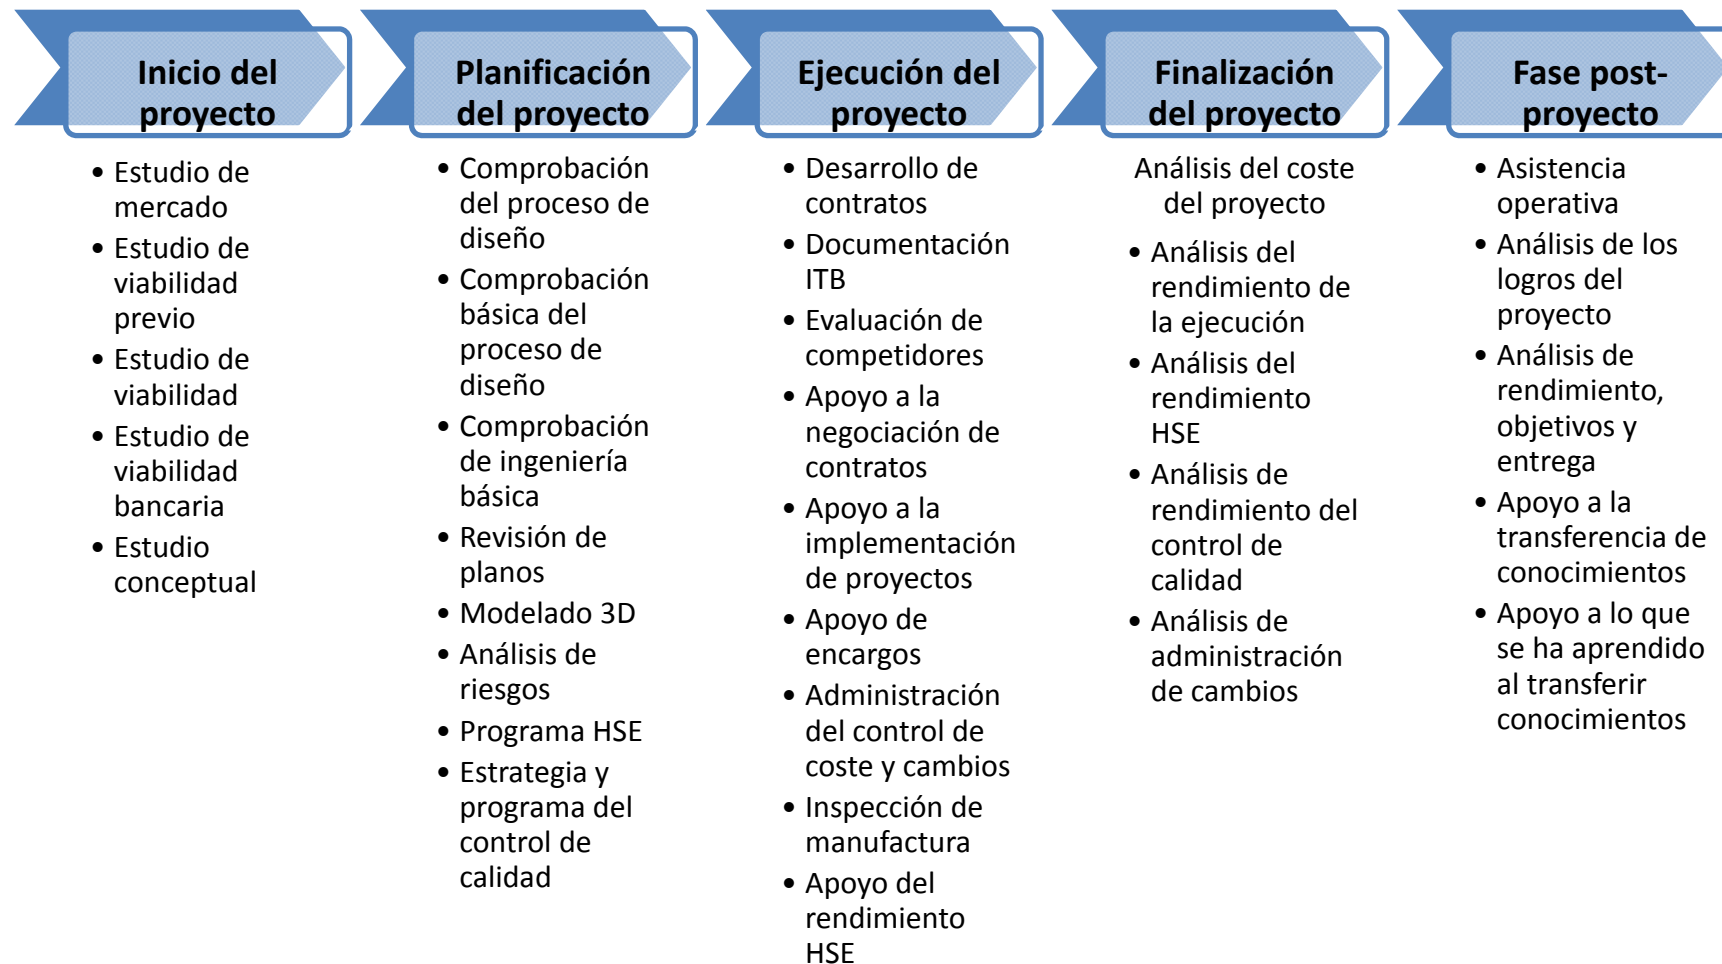 Inicio del
proyecto
• Estudio de
mercado
• Estudio de
viabilidad
previo
• Estudio de
viabilidad
• Estudio de
viabilidad
bancaria
• Estudio
conceptual
Planificación
del proyecto
• Comprobación
del proceso de
diseño
• Comprobación
básica del
proceso de
diseño
• Comprobación
de ingeniería
básica
• Revisión de
planos
• Modelado 3D
• Análisis de
riesgos
• Programa HSE
• Estrategia y
programa del
control de
calidad
Ejecución del
proyecto
• Desarrollo de
contratos
• Documentación
ITB
• Evaluación de
competidores
• Apoyo a la
negociación de
contratos
• Apoyo a la
implementación
de proyectos
• Apoyo de
encargos
• Administración
del control de
coste y cambios
• Inspección de
manufactura
• Apoyo del
rendimiento
HSE
Finalización
del proyecto
Análisis del coste
del proyecto
• Análisis del
rendimiento de
la ejecución
• Análisis del
rendimiento
HSE
• Análisis de
rendimiento del
control de
calidad
• Análisis de
administración
de cambios
Fase post-
proyecto
• Asistencia
operativa
• Análisis de los
logros del
proyecto
• Análisis de
rendimiento,
objetivos y
entrega
• Apoyo a la
transferencia de
conocimientos
• Apoyo a lo que
se ha aprendido
al transferir
conocimientos